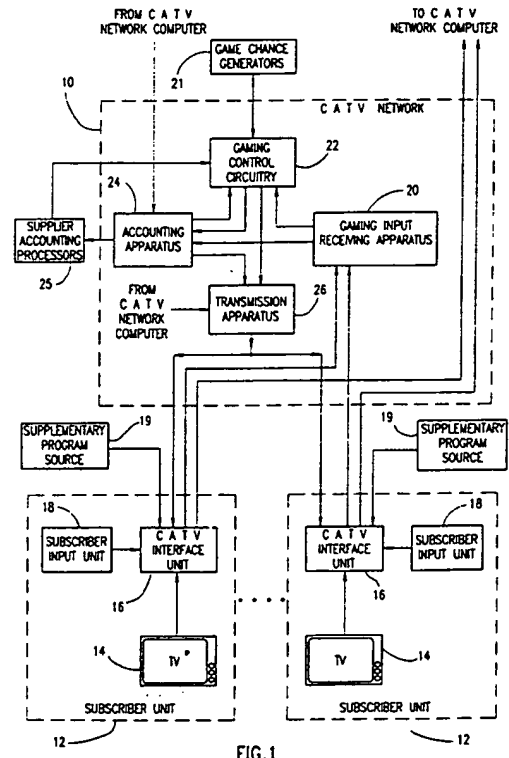 FROM C A T V
NETWORK COMPUTER
TO C A T V
NETWORK COMPUTER
GAME CHANCE
GENERATORS
21
10
C A T V NETWORK
GAMING
CONTROL
CIRCUITRY
22
24
20
SUPPLIER
ACCOUNTING
PROCESSORS
25
ACCOUNTING
APPARATUS
GAMING INPUT
RECEIVING APPARATUS
FROM
C A T V
NETWORK
COMPUTER
TRANSMISSION
APPARATUS
26
SUPPLEMENTARY
PROGRAM
SOURCE
19
19
SUPPLEMENTARY
PROGRAM
SOURCE
18
SUBSCRIBER
INPUT UNIT
C A T V
INTERFACE
UNIT
16
14
TV
SUBSCRIBER UNIT
12
18
C A T V
INTERFACE
UNIT
SUBSCRIBER
INPUT UNIT
16
TV
14
SUBSCRIBER UNIT
12
FIG.1